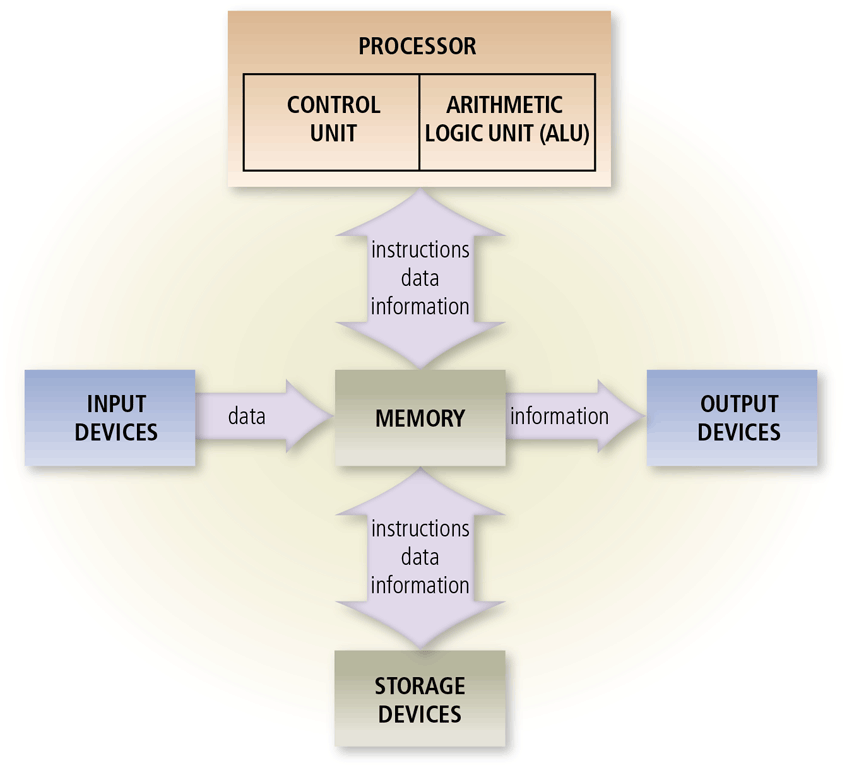 PROCESSOR
CONTROL
UNIT
ARITHMETIC
LOGIC UNIT (ALU)
instructions
data
information
INPUT
DEVICES
data
MEMORY
information
OUTPUT
DEVICES
instructions
data
information
STORAGE
DEVICES